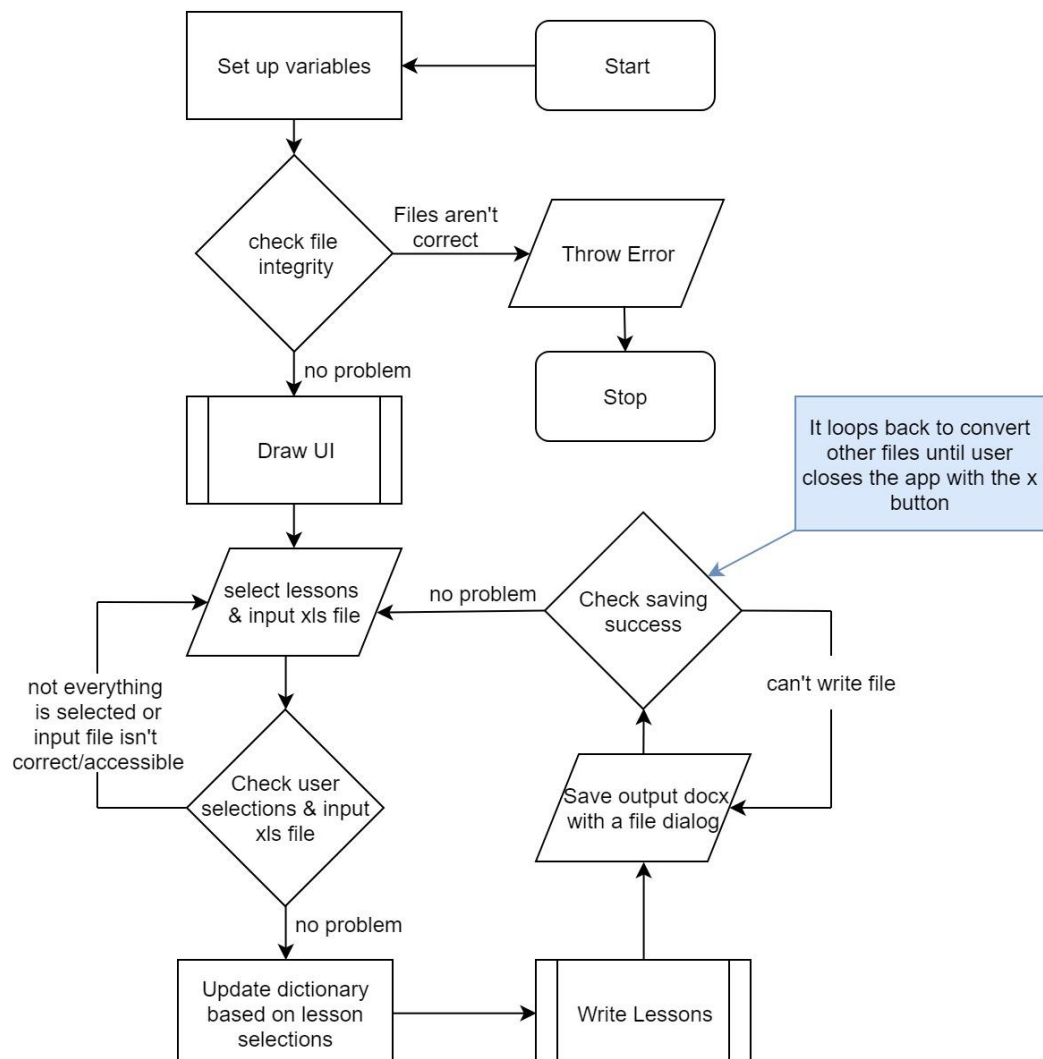 Set up variables
Start
check file
integrity
Files aren't
correct
Throw Error
no problem
Stop
Draw UI
It loops back to convert
other files until user
closes the app with the x
button
select lessons
& input xls file
no problem
Check saving
success
not everything
is selected or
input file isn't
correct/accessible
can't write file
Check user
selections & input
xls file
Save output docx
with a file dialog
no problem
Update dictionary
based on lesson
selections
Write Lessons